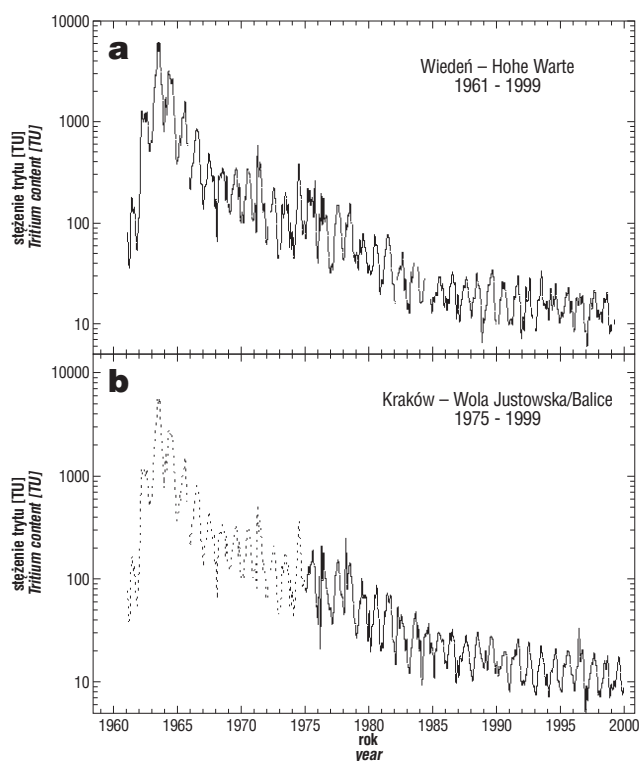 10000
a
Wiedeń – Hohe Warte
1961 - 1999
1000
stężenie trytu [TU]
Tritium content [TU]
100
10
10000
b
Kraków – Wola Justowska/Balice
1975 - 1999
1000
stężenie trytu [TU]
Tritium content [TU]
100
10
1960 1965 1970 1975 1980 1985 1990 1995 2000
rok
year